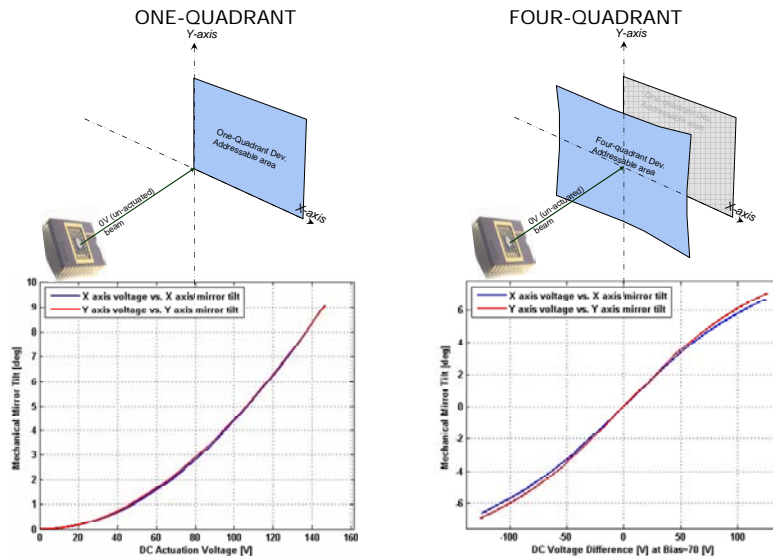 ONE-QUADRANT
Y-axis
One-Quadrant Dev.
Addressable area
X-axis
0V (un-actuated)
beam
10
9
8
7
6
5
4
3
2
1
0
Mechanical Mirror Tilt [deg]
X axis voltage vs. X axis mirror tilt
Y axis voltage vs. Y axis mirror tilt
0 20 40 60 80 100 120 140 160
DC Actuation Voltage [V]
FOUR-QUADRANT
Y-axis
One-quadrant Dev.
Addressable area
Four-quadrant Dev.
Addressable area
X-axis
0V (un-actuated)
beam
6
4
2
0
-2
-4
-6
Mechanical Mirror Tilt [deg]
X axis voltage vs. X axis mirror tilt
Y axis voltage vs. Y axis mirror tilt
-100 -50 0 50 100
DC Voltage Difference [V] at Bias=70 [V]